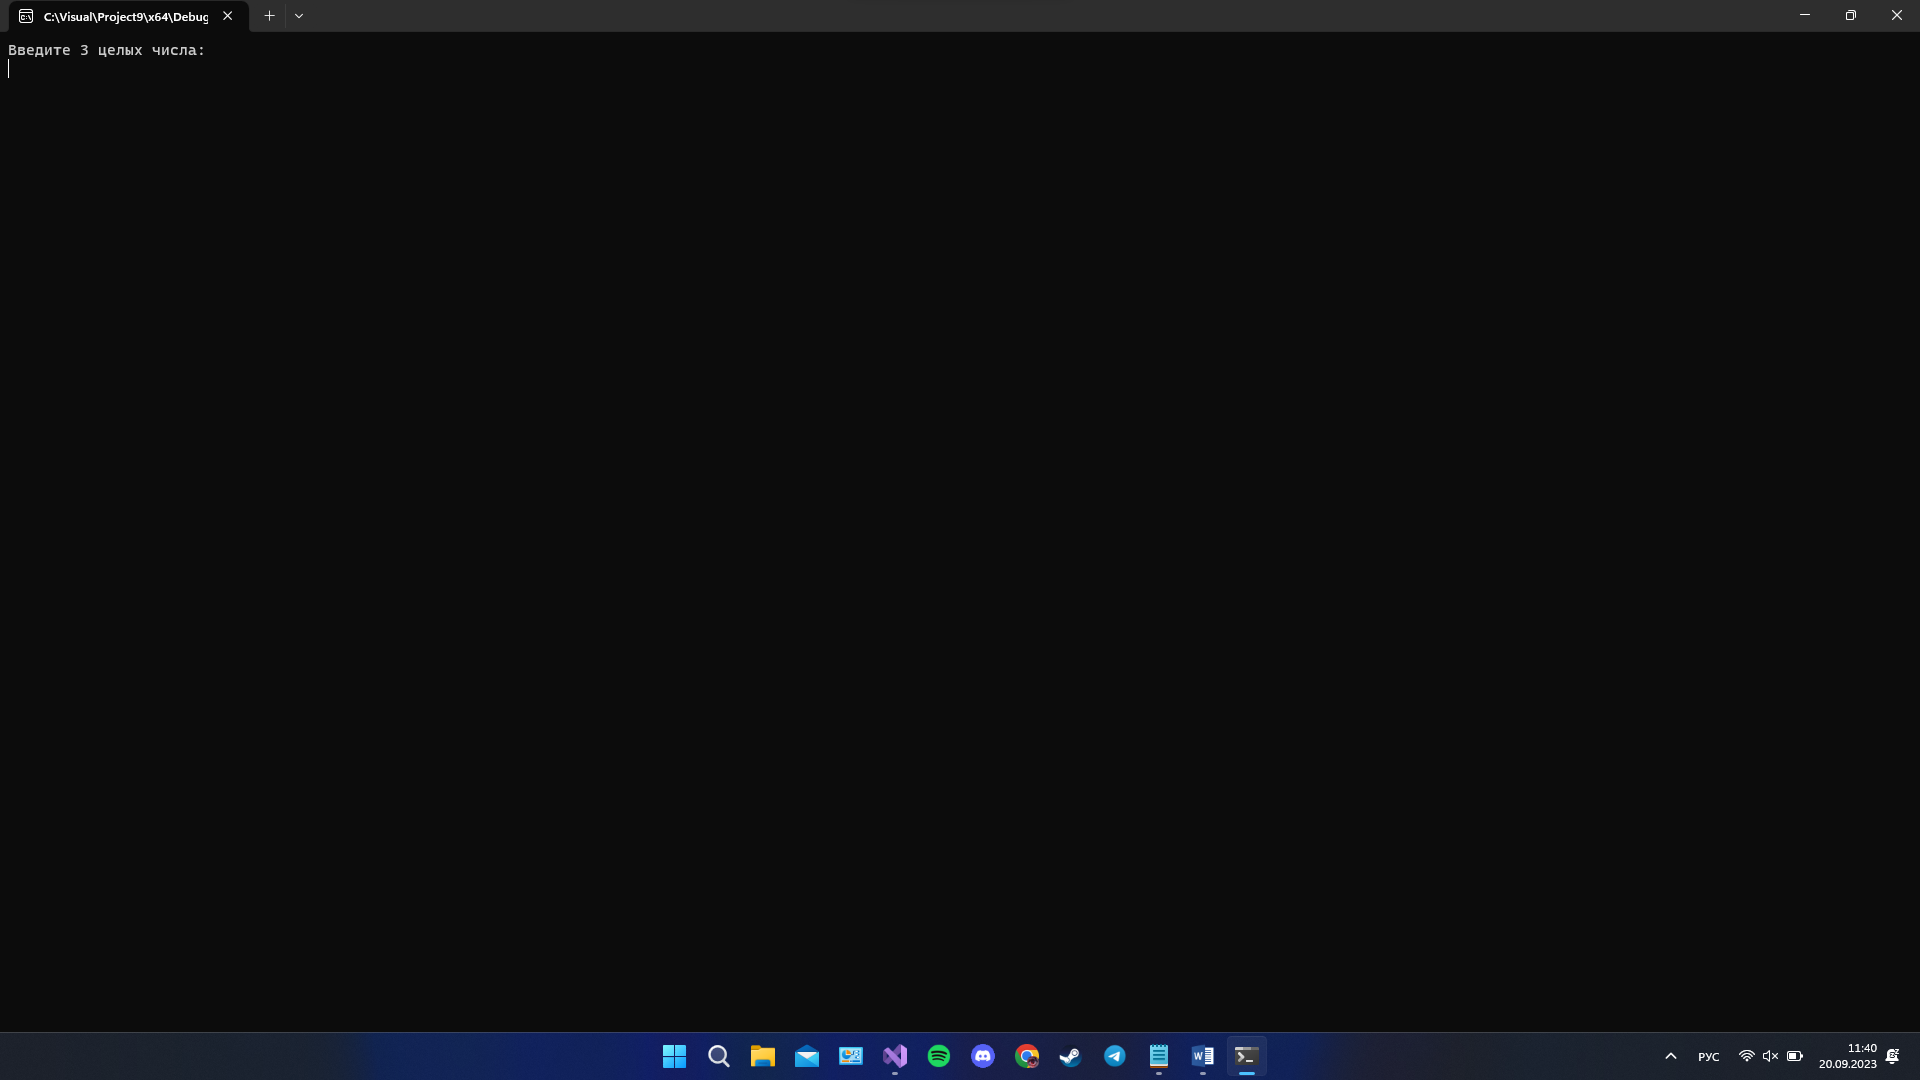 C:\Visual\Project9\x64\Debug
Введите 3 целых числа:
РУС
11:40
20.09.2023